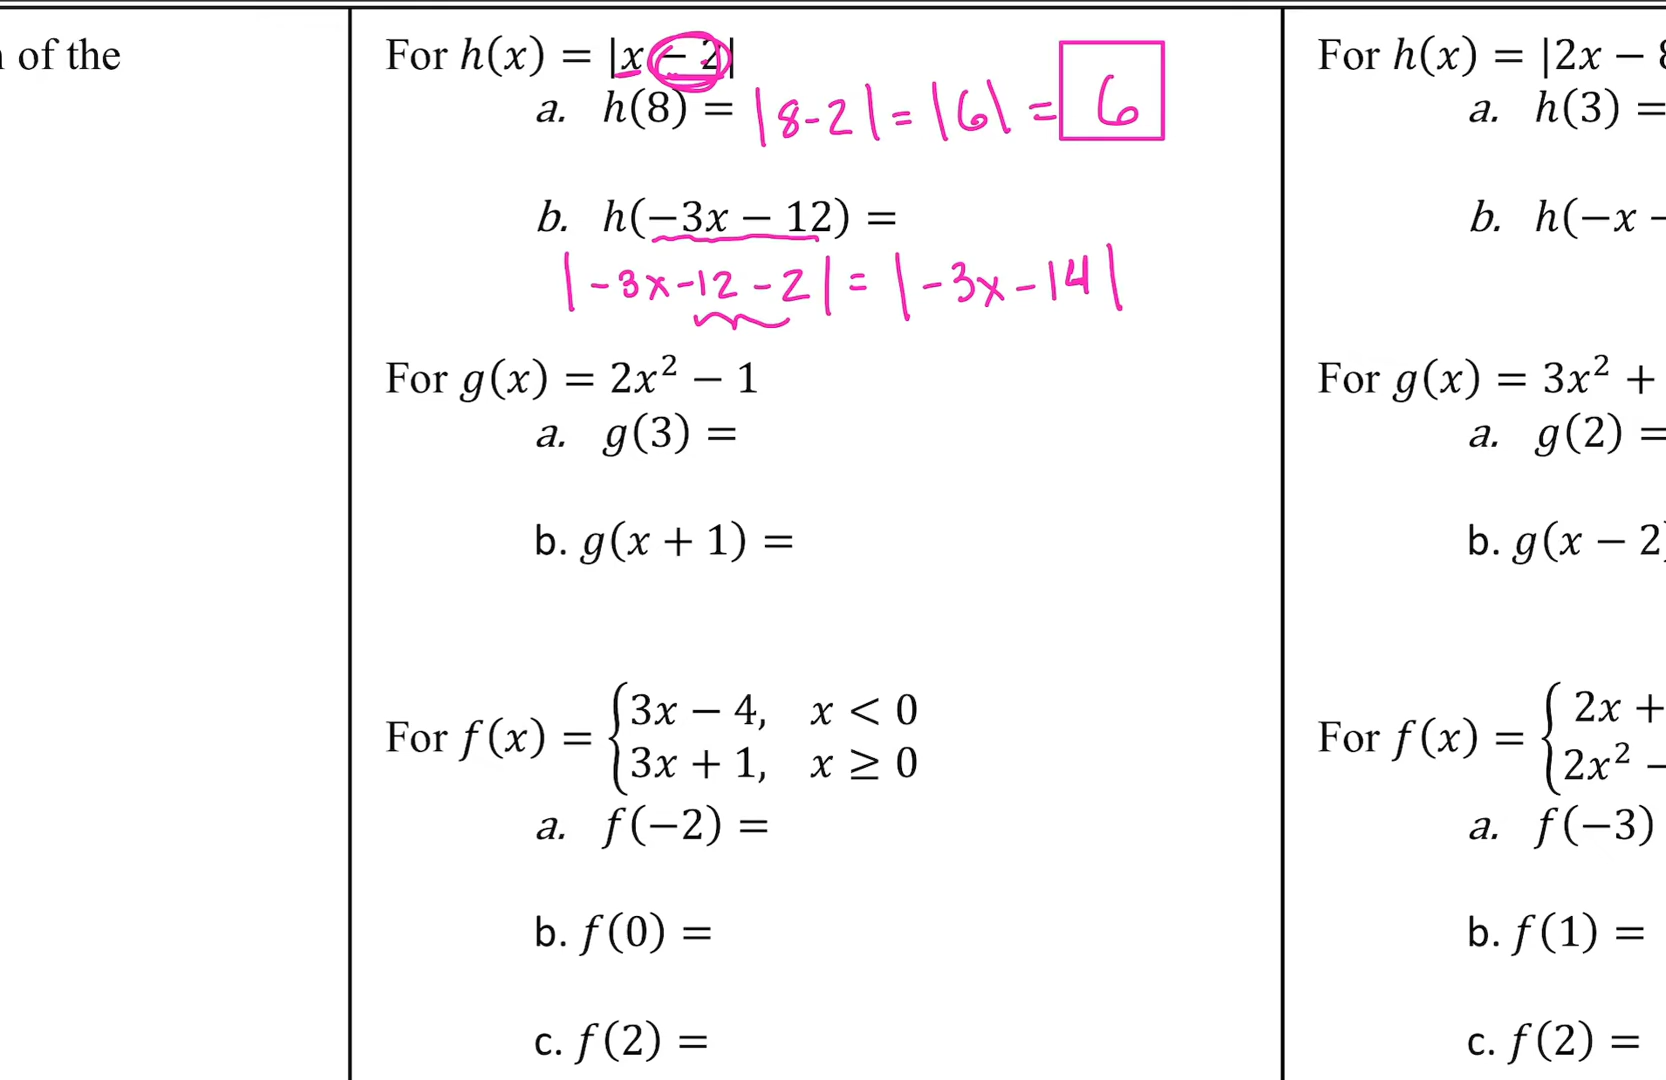 of the
For h(x) = |x − 2|
a. h(8) = |8-2| = |6| = 6
b. h(−3x − 12) =
|-3x-12-2| = |-3x-14|
For g(x) = 2x² − 1
a. g(3) =
b. g(x + 1) =
For f(x) = {3x − 4, x < 0
3x + 1, x ≥ 0
a. f(−2) =
b. f(0) =
c. f(2) =
For h(x) = |2x − 8
a. h(3) =
b. h(−x −
For g(x) = 3x² +
a. g(2) =
b. g(x − 2)
For f(x) = {2x +
2x² −
a. f(−3)
b. f(1) =
c. f(2) =